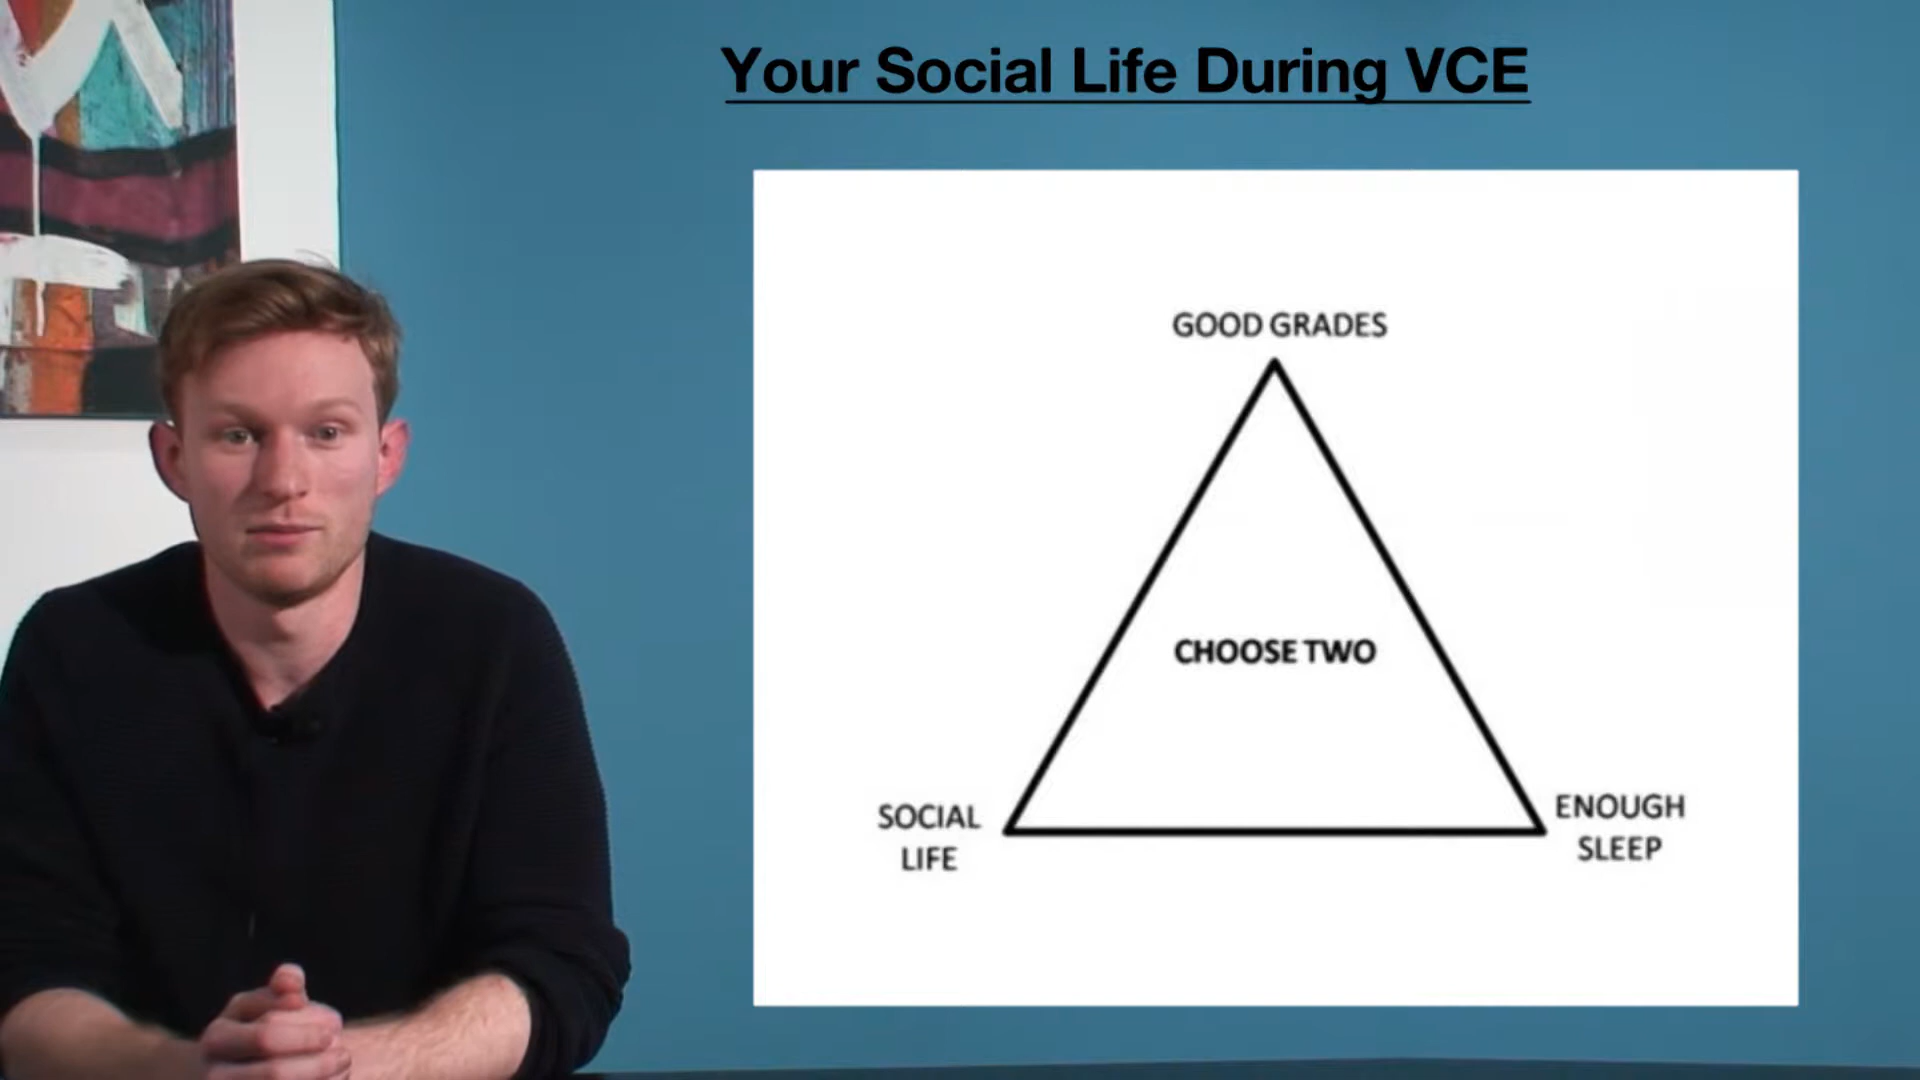 Your Social Life During VCE
GOOD GRADES
CHOOSE TWO
SOCIAL
LIFE
ENOUGH
SLEEP